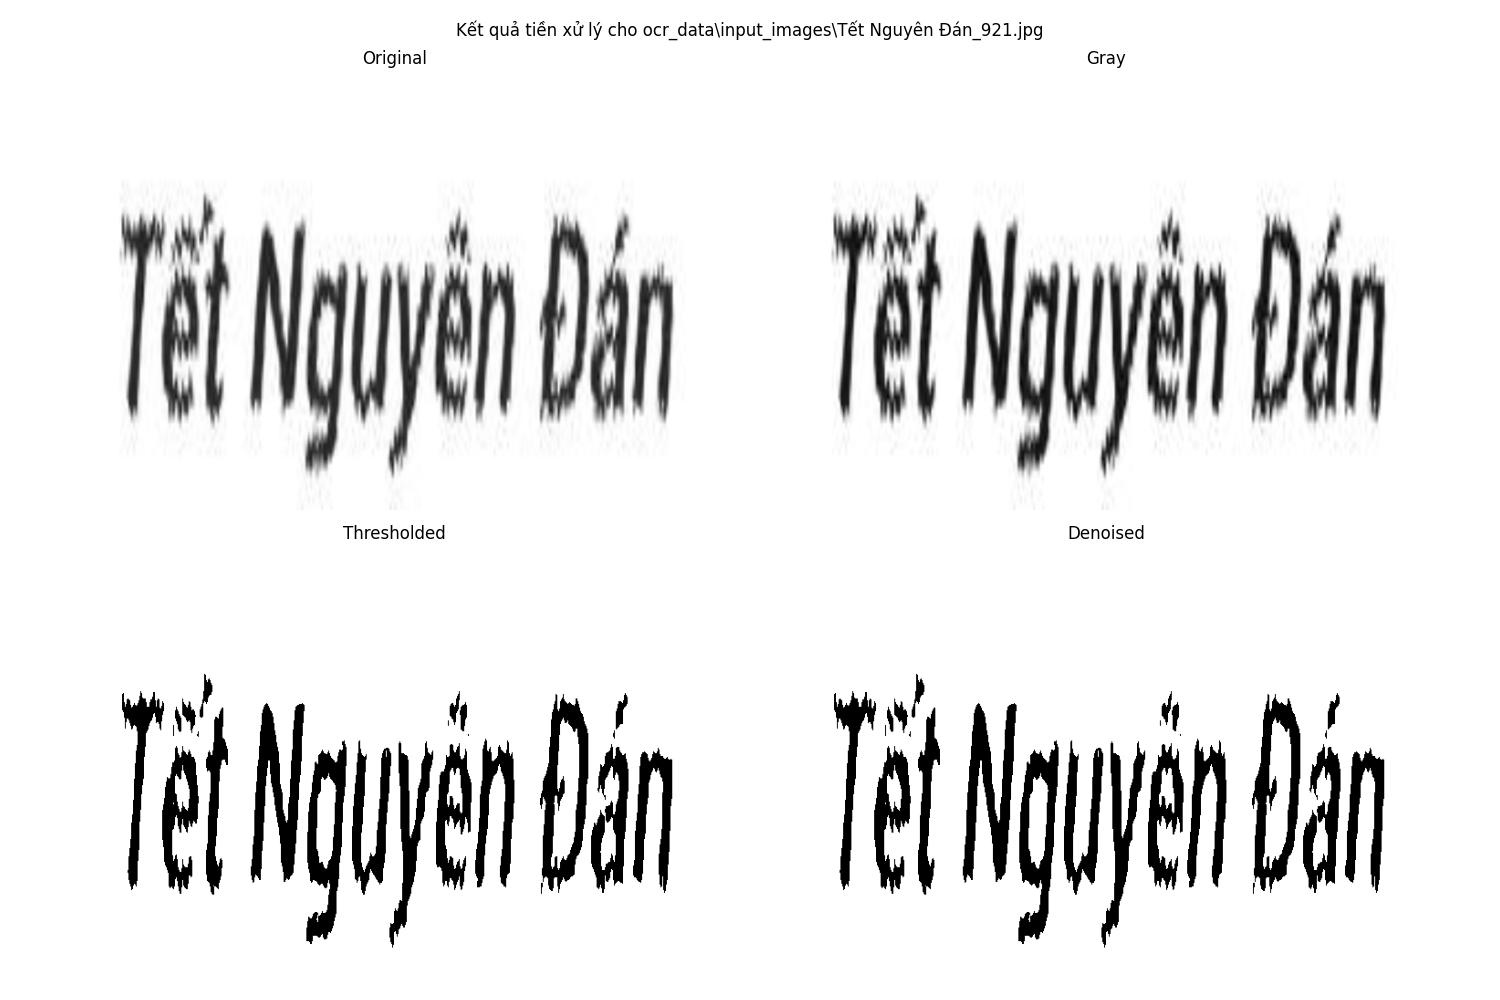 Kết quả tiền xử lý cho ocr_data\input_images\Tết Nguyên Đán_921.jpg
Original
Gray
Tết Nguyên Đán
Tết Nguyên Đán
Thresholded
Denoised
Tết Nguyên Đán
Tết Nguyên Đán